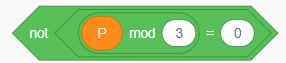 not P mod 3 = 0